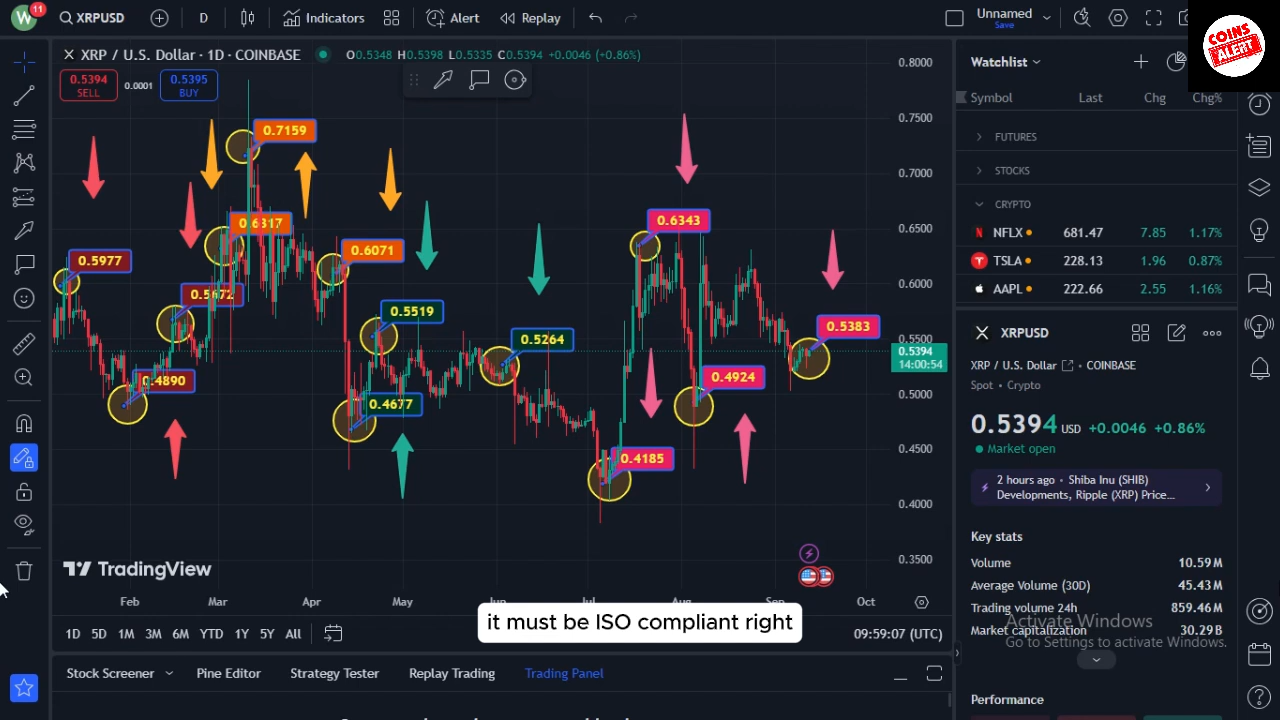 W 11 XRPUSD D Indicators Alert Replay Unnamed
Save
COINS
ALERT
XRP / U.S. Dollar · 1D · COINBASE O0.5348 H0.5398 L0.5335 C0.5394 +0.0046 (+0.86%)
0.5394
SELL
0.0001
0.5395
BUY
0.8000
0.7500
0.7000
0.6500
0.6000
0.5500
0.5394
14:00:54
0.5000
0.4500
0.4000
0.3500
0.5977
0.4890
0.5672
0.6317
0.7159
0.6071
0.5519
0.4677
0.5264
0.4185
0.6343
0.4924
0.5383
TradingView
Feb Mar Apr May Jun Jul Aug Sep Oct
it must be ISO compliant right
1D 5D 1M 3M 6M YTD 1Y 5Y All 09:59:07 (UTC)
Stock Screener Pine Editor Strategy Tester Replay Trading Trading Panel
Watchlist
Symbol Last Chg Chg%
FUTURES
STOCKS
CRYPTO
NFLX 681.47 7.85 1.17%
TSLA 228.13 1.96 0.87%
AAPL 222.66 2.55 1.16%
XRPUSD
XRP / U.S. Dollar · COINBASE
Spot · Crypto
0.5394 USD +0.0046 +0.86%
Market open
2 hours ago · Shiba Inu (SHIB)
Developments, Ripple (XRP) Price...
Key stats
Volume 10.59M
Average Volume (30D) 45.43M
Trading volume 24h 859.46M
Market capitalization 30.29B
Activate Windows
Go to Settings to activate Windows.
Performance